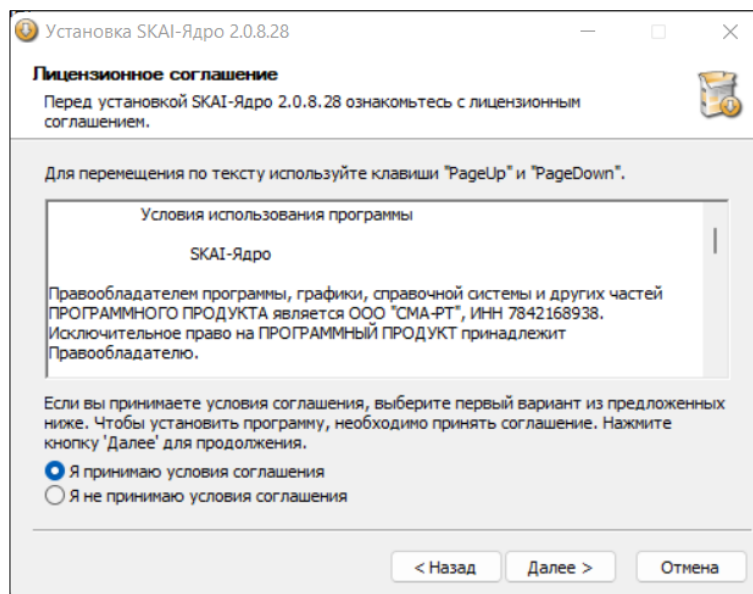 Установка SKAI-Ядро 2.0.8.28
Лицензионное соглашение
Перед установкой SKAI-Ядро 2.0.8.28 ознакомьтесь с лицензионным
соглашением.
Для перемещения по тексту используйте клавиши "PageUp" и "PageDown".
Условия использования программы
SKAI-Ядро
Правообладателем программы, графики, справочной системы и других частей
ПРОГРАММНОГО ПРОДУКТА является ООО "СМА-РТ", ИНН 7842168938.
Исключительное право на ПРОГРАММНЫЙ ПРОДУКТ принадлежит
Правообладателю.
Если вы принимаете условия соглашения, выберите первый вариант из предложенных
ниже. Чтобы установить программу, необходимо принять соглашение. Нажмите
кнопку 'Далее' для продолжения.
Я принимаю условия соглашения
Я не принимаю условия соглашения
< Назад
Далее >
Отмена